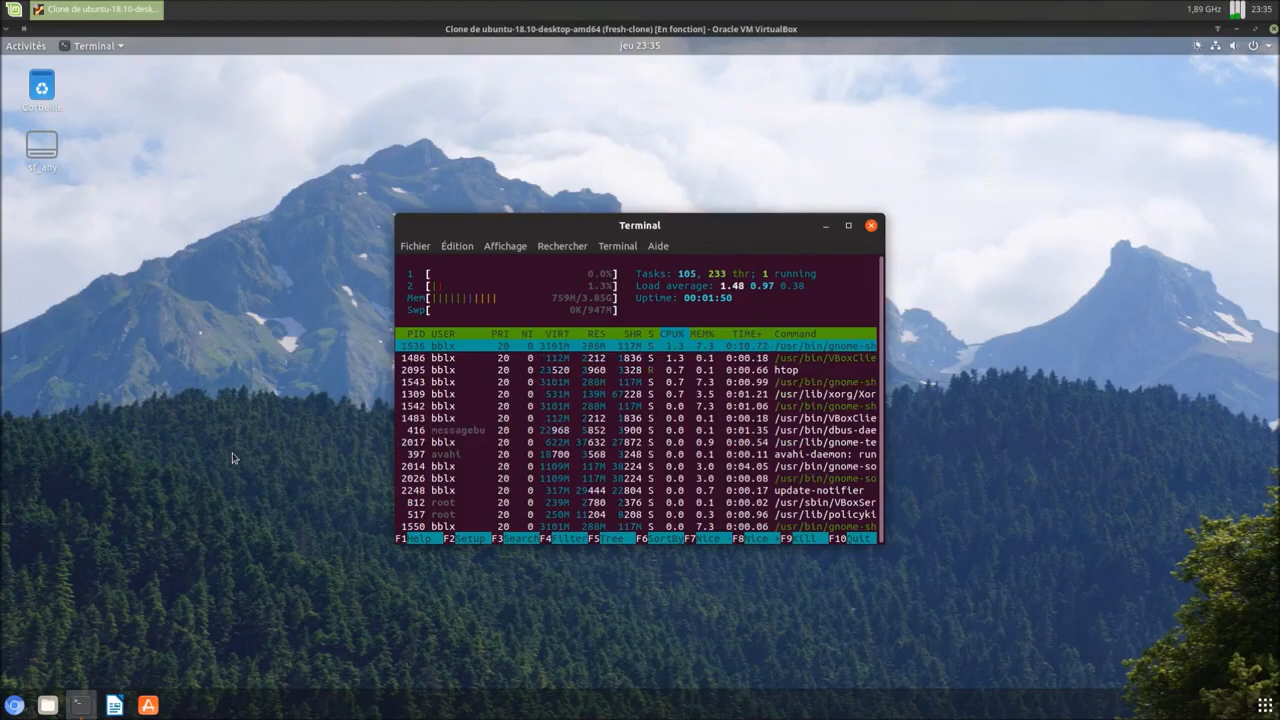 Clone de ubuntu-18.10-desk...
1,89 GHz
23:35
Clone de ubuntu-18.10-desktop-amd64 (fresh-clone) [En fonction] - Oracle VM VirtualBox
Activités
Terminal
jeu 23:35
Corbeille
sf_any
Terminal
Fichier Édition Affichage Rechercher Terminal Aide
1 [ 0.0%] Tasks: 105, 233 thr; 1 running
2 [|| 1.3%] Load average: 1.48 0.97 0.38
Mem[||||||||||| 759M/3.85G] Uptime: 00:01:50
Swp[ 0K/947M]
PID USER PRI NI VIRT RES SHR S CPU% MEM% TIME+ Command
1536 bblx 20 0 3101M 288M 117M S 1.3 7.3 /usr/bin/gnome-sh
1486 bblx 20 0 112M 2212 1836 S 1.3 0.1 0:00.18 /usr/bin/VBoxClie
2095 bblx 20 0 23520 3960 3328 R 0.7 0.1 0:00.66 htop
1543 bblx 20 0 3101M 288M 117M S 0.7 7.3 0:00.99 /usr/bin/gnome-sh
1309 bblx 20 0 531M 139M 67228 S 0.7 3.5 0:01.21 /usr/lib/xorg/Xor
1542 bblx 20 0 3101M 288M 117M S 0.0 7.3 0:01.06 /usr/bin/gnome-sh
1483 bblx 20 0 112M 2212 1836 S 0.0 0.1 0:00.18 /usr/bin/VBoxClie
416 messagebu 20 0 22968 5852 3900 S 0.0 0.1 0:01.35 /usr/bin/dbus-dae
2017 bblx 20 0 622M 37632 27872 S 0.0 0.9 0:00.54 /usr/lib/gnome-te
397 avahi 20 0 18700 3568 3248 S 0.0 0.1 0:00.11 avahi-daemon: run
2014 bblx 20 0 1109M 117M 38224 S 0.0 3.0 0:04.05 /usr/bin/gnome-so
2026 bblx 20 0 1109M 117M 38224 S 0.0 3.0 0:00.08 /usr/bin/gnome-so
2248 bblx 20 0 317M 29444 22804 S 0.0 0.7 0:00.17 update-notifier
812 root 20 0 239M 2780 2376 S 0.0 0.1 0:00.02 /usr/sbin/VBoxSer
517 root 20 0 250M 11204 8208 S 0.0 0.3 0:00.96 /usr/lib/policyki
1550 bblx 20 0 3101M 288M 117M S 0.0 7.3 0:00.06 /usr/bin/gnome-sh
F1Help F2Setup F3Search F4Filter F5Tree F6SortBy F7Nice - F8Nice + F9Kill F10Quit